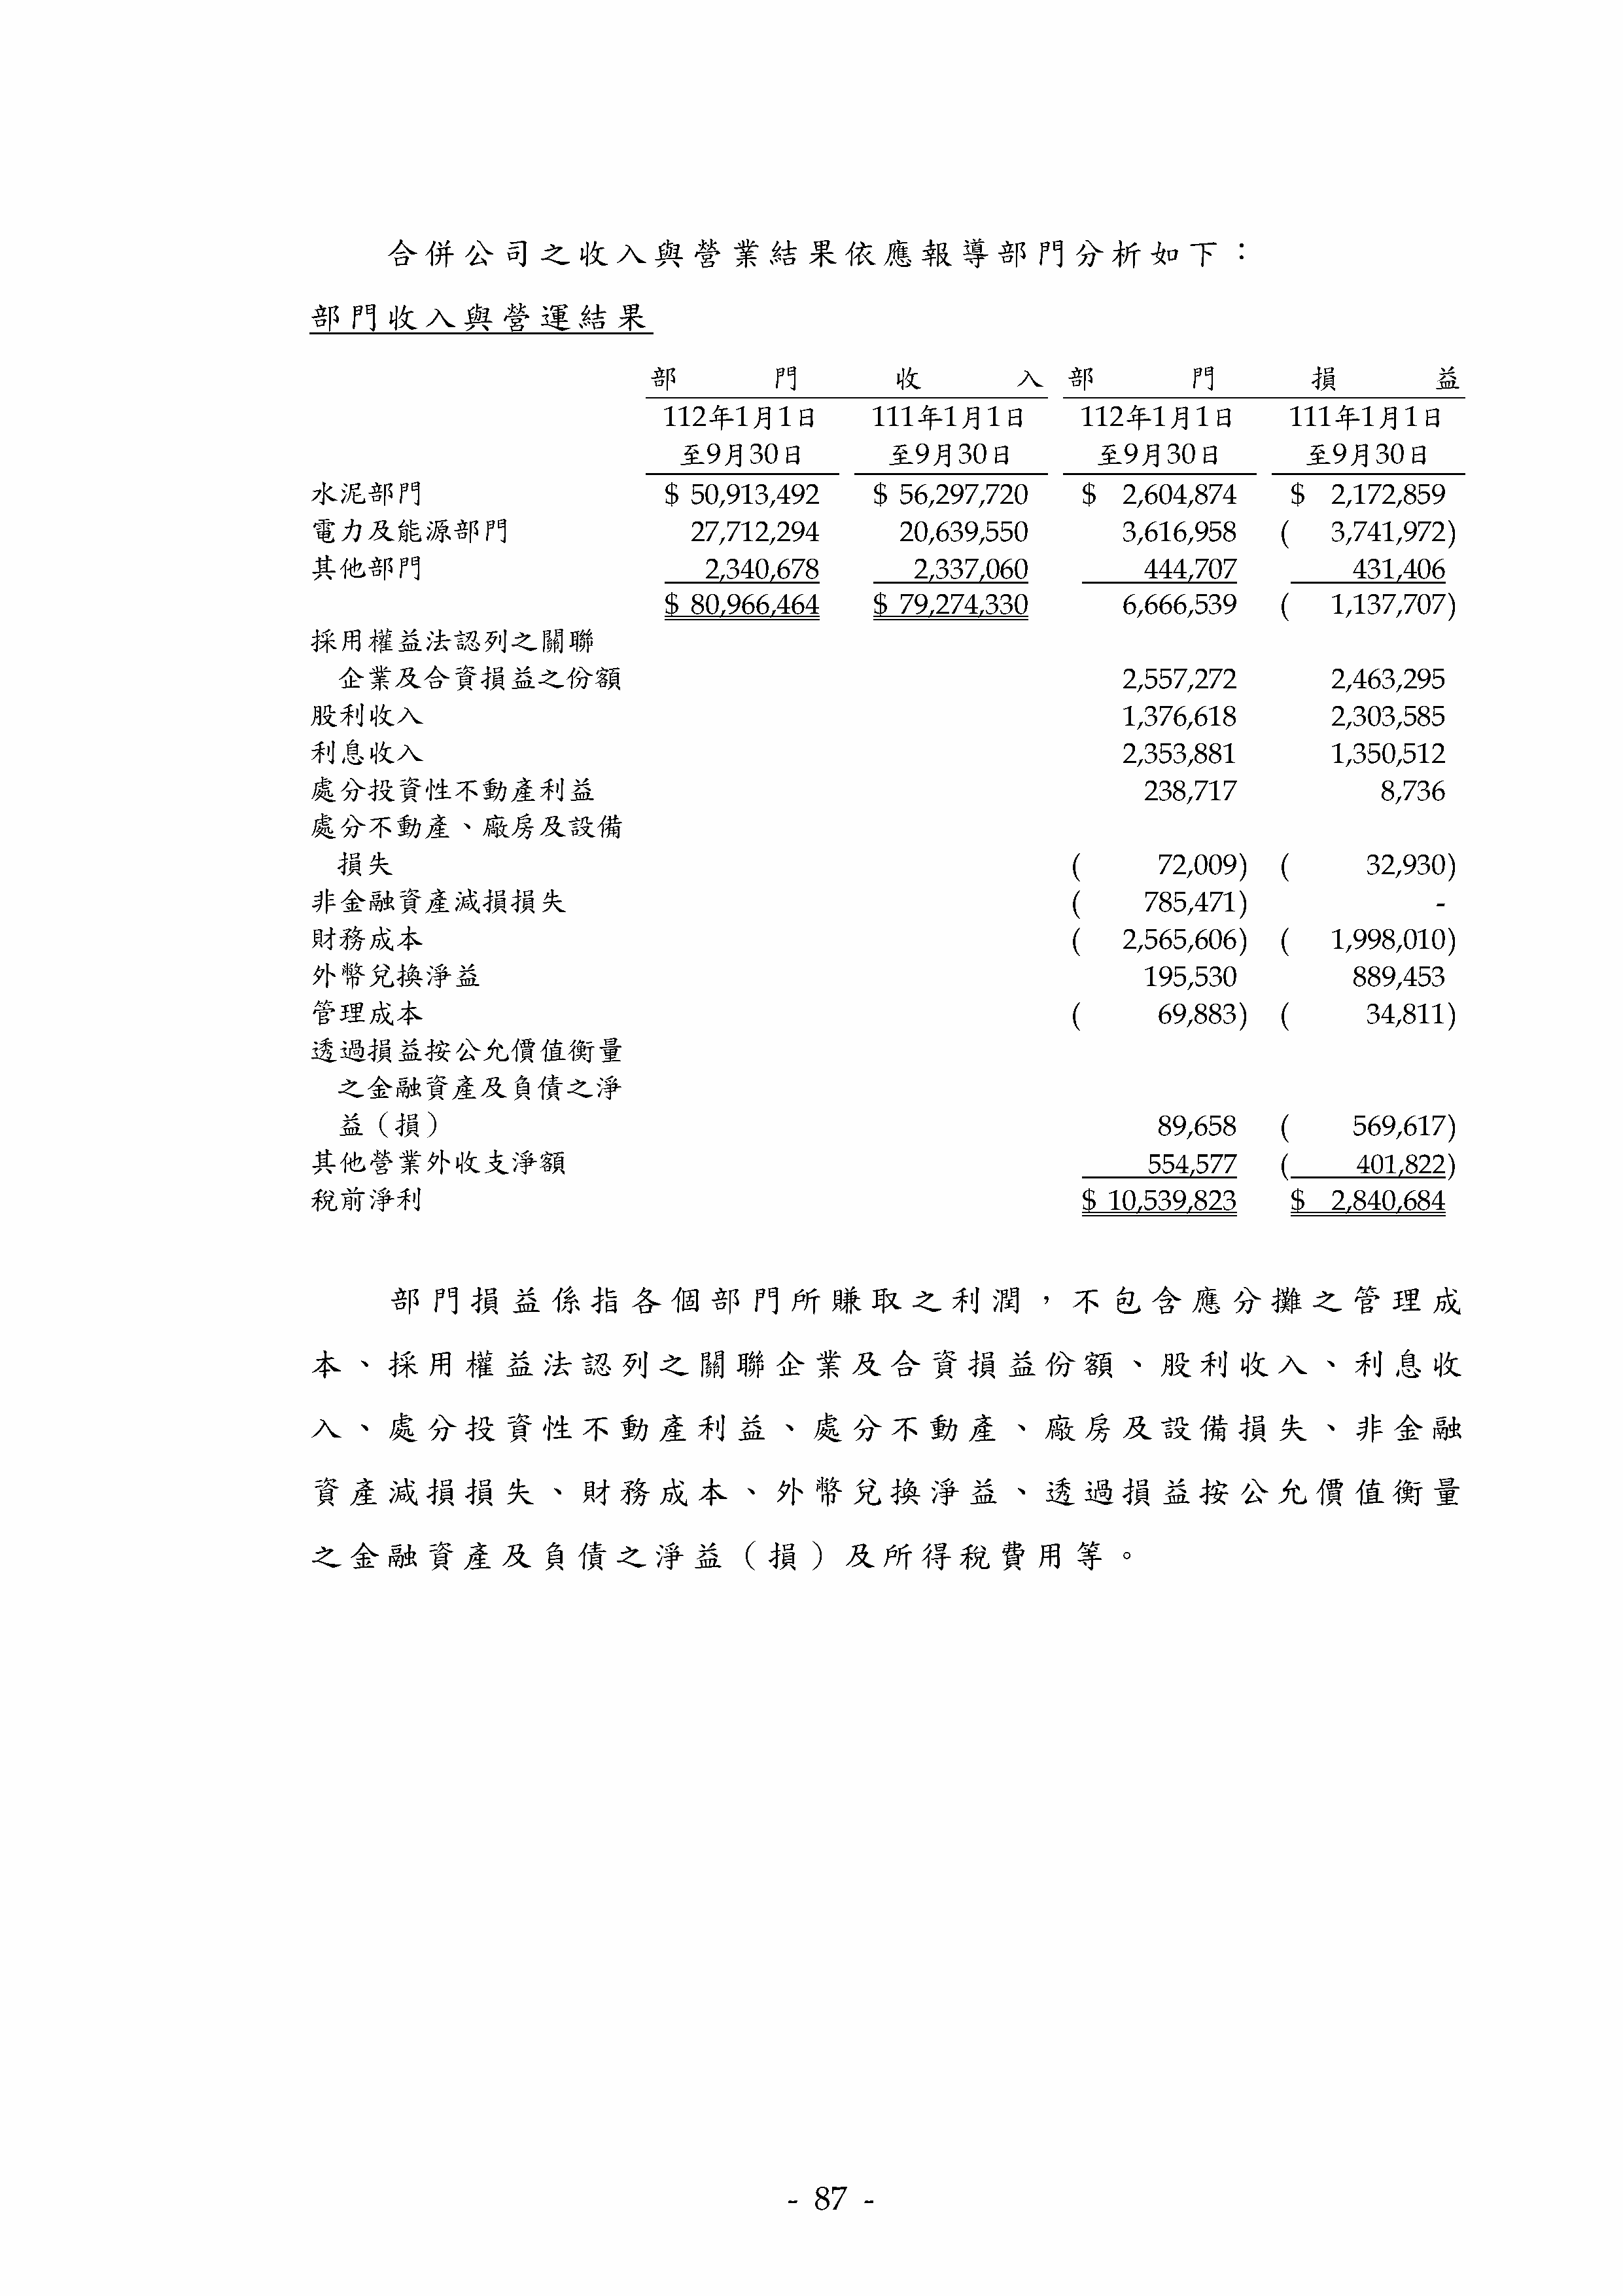 合併公司之收入與營業結果依應報導部門分析如下：
部門收入與營運結果
部門收入 部門損益
112年1月1日 111年1月1日 112年1月1日 111年1月1日
至9月30日 至9月30日 至9月30日 至9月30日
水泥部門 $ 50,913,492 $ 56,297,720 $ 2,604,874 $ 2,172,859
電力及能源部門 27,712,294 20,639,550 3,616,958 ( 3,741,972)
其他部門 2,340,678 2,337,060 444,707 431,406
$ 80,966,464 $ 79,274,330 6,666,539 ( 1,137,707)
採用權益法認列之關聯
企業及合資損益之份額 2,557,272 2,463,295
股利收入 1,376,618 2,303,585
利息收入 2,353,881 1,350,512
處分投資性不動產利益 238,717 8,736
處分不動產、廠房及設備
損失 ( 72,009) ( 32,930)
非金融資產減損損失 ( 785,471) -
財務成本 ( 2,565,606) ( 1,998,010)
外幣兌換淨益 195,530 889,453
管理成本 ( 69,883) ( 34,811)
透過損益按公允價值衡量
之金融資產及負債之淨
益（損） 89,658 ( 569,617)
其他營業外收支淨額 554,577 ( 401,822)
稅前淨利 $ 10,539,823 $ 2,840,684
部門損益係指各個部門所賺取之利潤，不包含應分攤之管理成
本、採用權益法認列之關聯企業及合資損益份額、股利收入、利息收
入、處分投資性不動產利益、處分不動產、廠房及設備損失、非金融
資產減損損失、財務成本、外幣兌換淨益、透過損益按公允價值衡量
之金融資產及負債之淨益（損）及所得稅費用等。
- 87 -